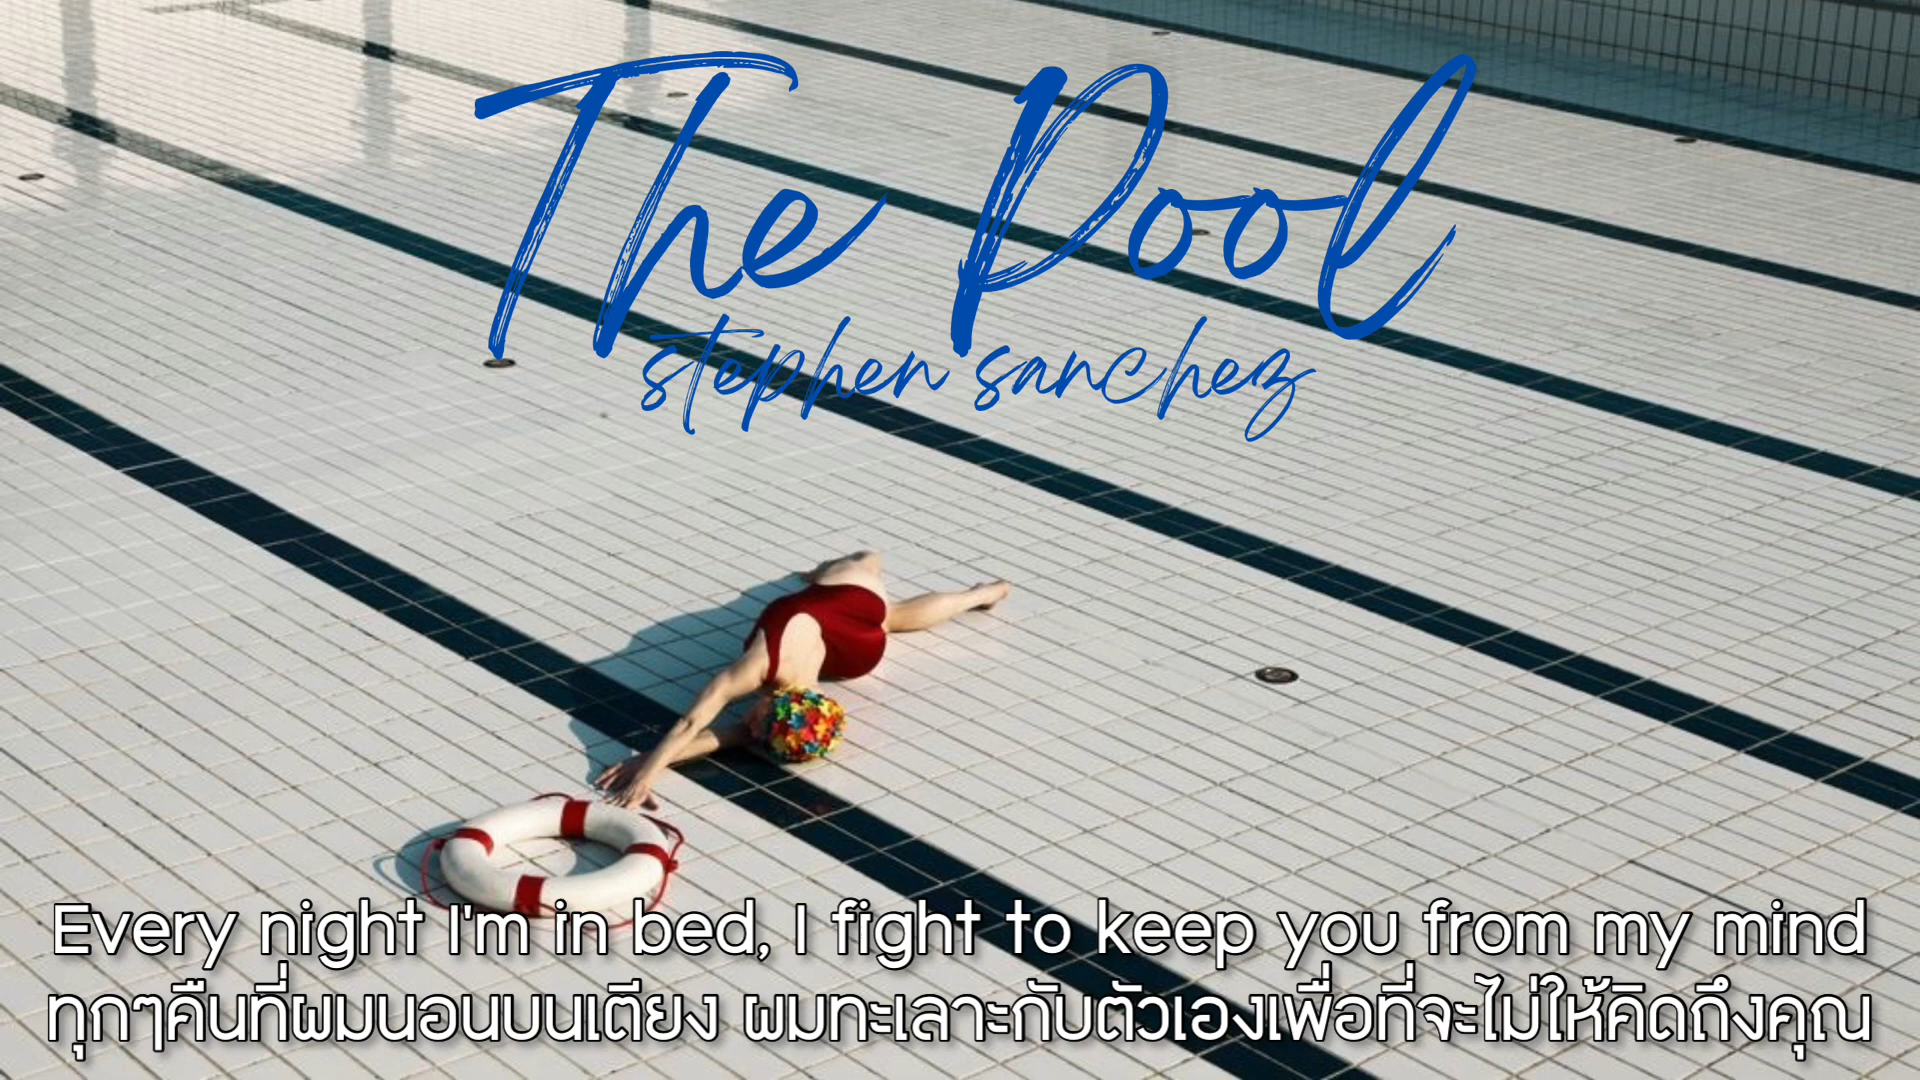 The Pool
stephen sanchez
Every night I'm in bed, I fight to keep you from my mind
ทุกๆคืนที่ผมนอนบนเตียง ผมทะเลาะกับตัวเองเพื่อที่จะไม่ให้คิดถึงคุณ